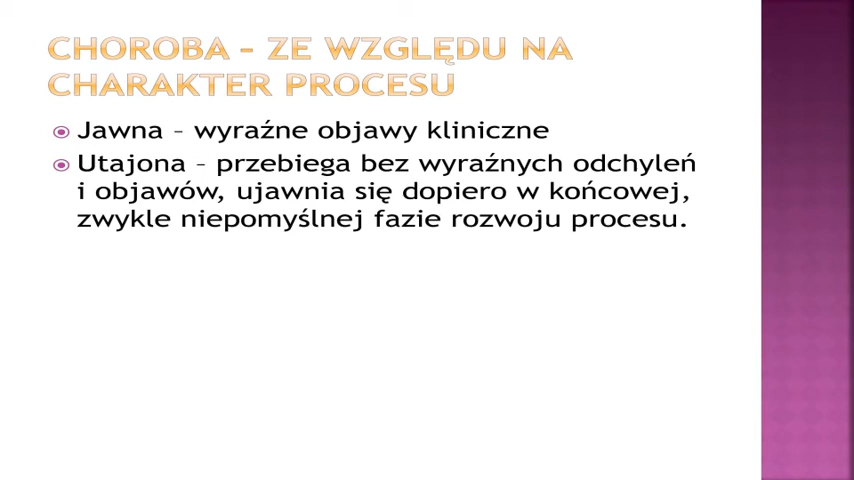 CHOROBA – ZE WZGLĘDU NA
CHARAKTER PROCESU
Jawna – wyraźne objawy kliniczne
Utajona – przebiega bez wyraźnych odchyleń
i objawów, ujawnia się dopiero w końcowej,
zwykle niepomyślnej fazie rozwoju procesu.